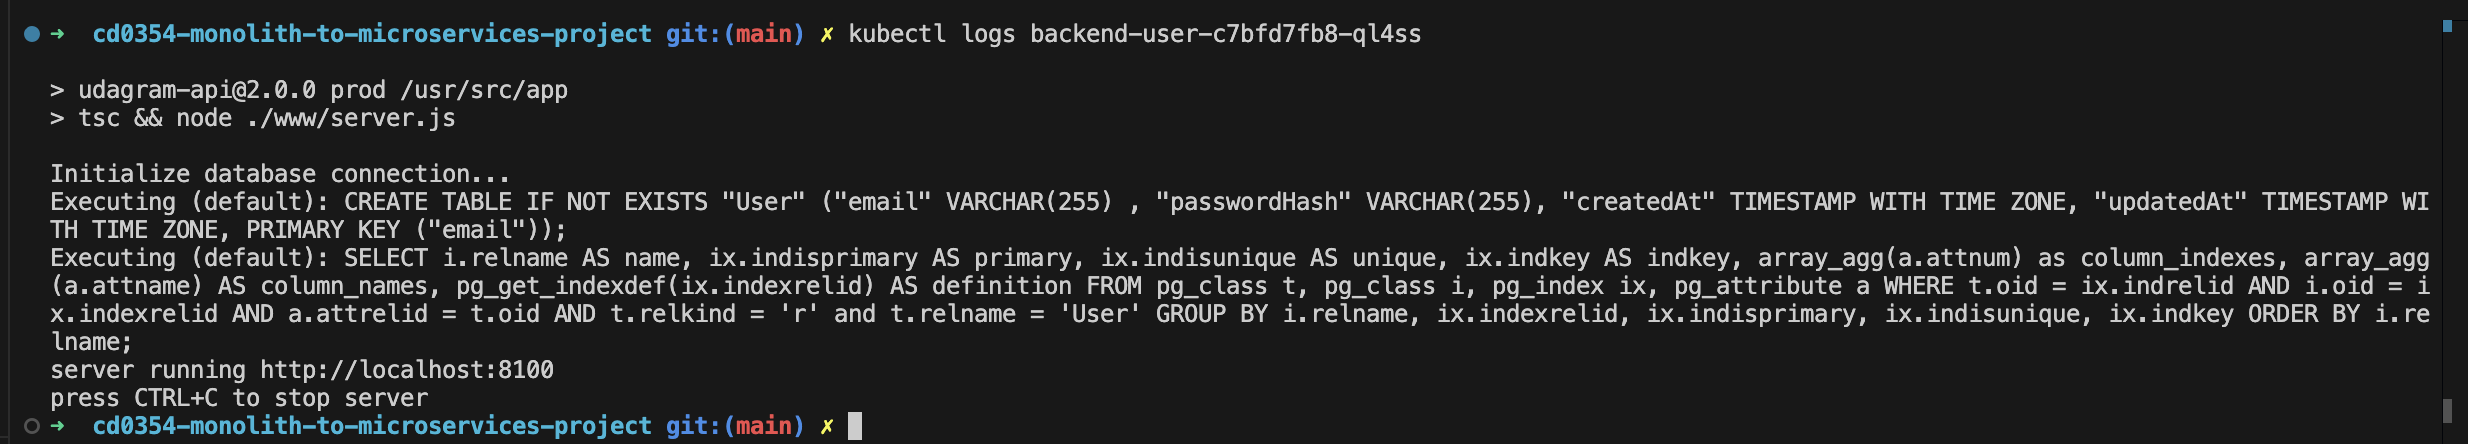 ➜ cd0354-monolith-to-microservices-project git:(main) ✗ kubectl logs backend-user-c7bfd7fb8-ql4ss
> udagram-api@2.0.0 prod /usr/src/app
> tsc && node ./www/server.js
Initialize database connection...
Executing (default): CREATE TABLE IF NOT EXISTS "User" ("email" VARCHAR(255) , "passwordHash" VARCHAR(255), "createdAt" TIMESTAMP WITH TIME ZONE, "updatedAt" TIMESTAMP WI
TH TIME ZONE, PRIMARY KEY ("email"));
Executing (default): SELECT i.relname AS name, ix.indisprimary AS primary, ix.indisunique AS unique, ix.indkey AS indkey, array_agg(a.attnum) as column_indexes, array_agg
(a.attname) AS column_names, pg_get_indexdef(ix.indexrelid) AS definition FROM pg_class t, pg_class i, pg_index ix, pg_attribute a WHERE t.oid = ix.indrelid AND i.oid = i
x.indexrelid AND a.attrelid = t.oid AND t.relkind = 'r' and t.relname = 'User' GROUP BY i.relname, ix.indexrelid, ix.indisprimary, ix.indisunique, ix.indkey ORDER BY i.re
lname;
server running http://localhost:8100
press CTRL+C to stop server
➜ cd0354-monolith-to-microservices-project git:(main) ✗